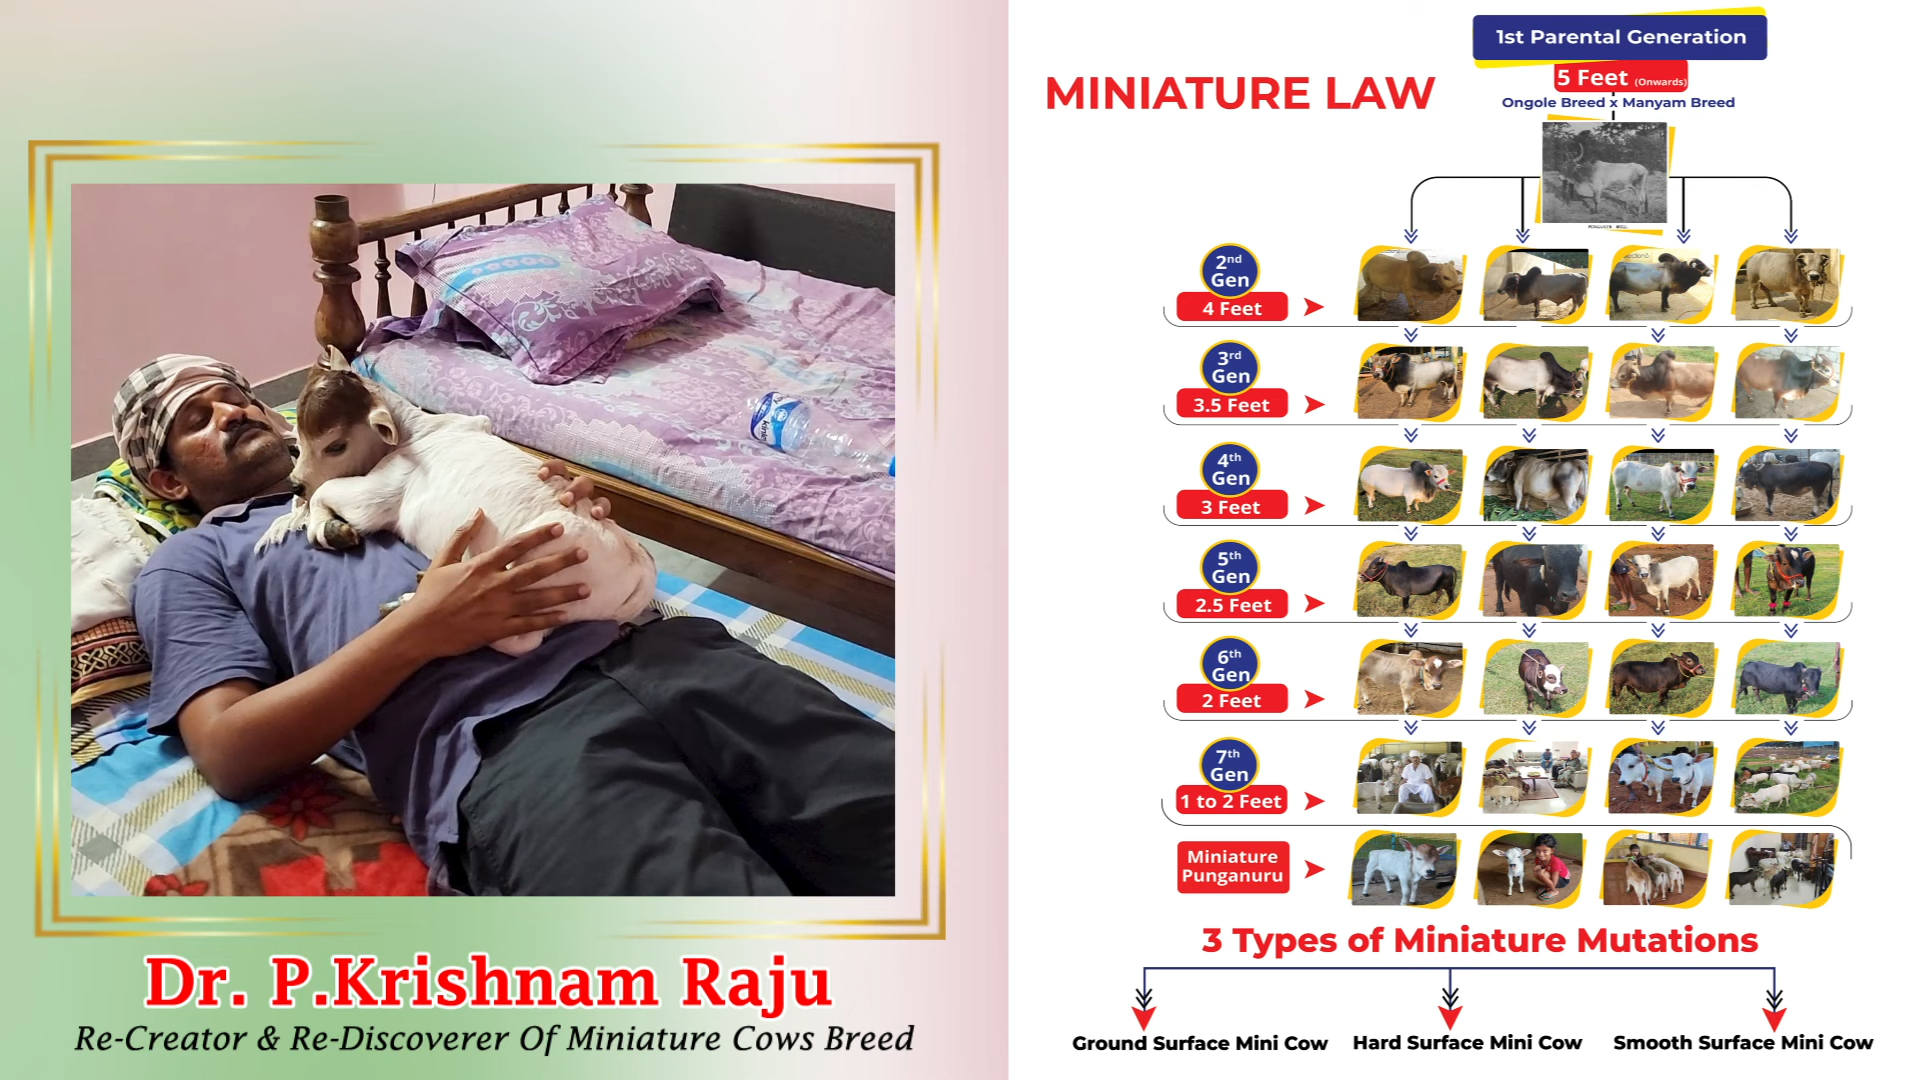 Dr. P.Krishnam Raju
Re-Creator & Re-Discoverer Of Miniature Cows Breed
MINIATURE LAW
1st Parental Generation
5 Feet (Onwards)
Ongole Breed x Manyam Breed
2nd Gen
4 Feet
3rd Gen
3.5 Feet
4th Gen
3 Feet
5th Gen
2.5 Feet
6th Gen
2 Feet
7th Gen
1 to 2 Feet
Miniature
Punganuru
3 Types of Miniature Mutations
Ground Surface Mini Cow
Hard Surface Mini Cow
Smooth Surface Mini Cow